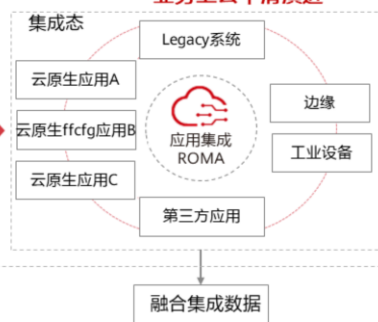 集成态
Legacy系统
云原生应用A
云原生ffcfg应用B
云原生应用C
应用集成
ROMA
边缘
工业设备
第三方应用
融合集成数据